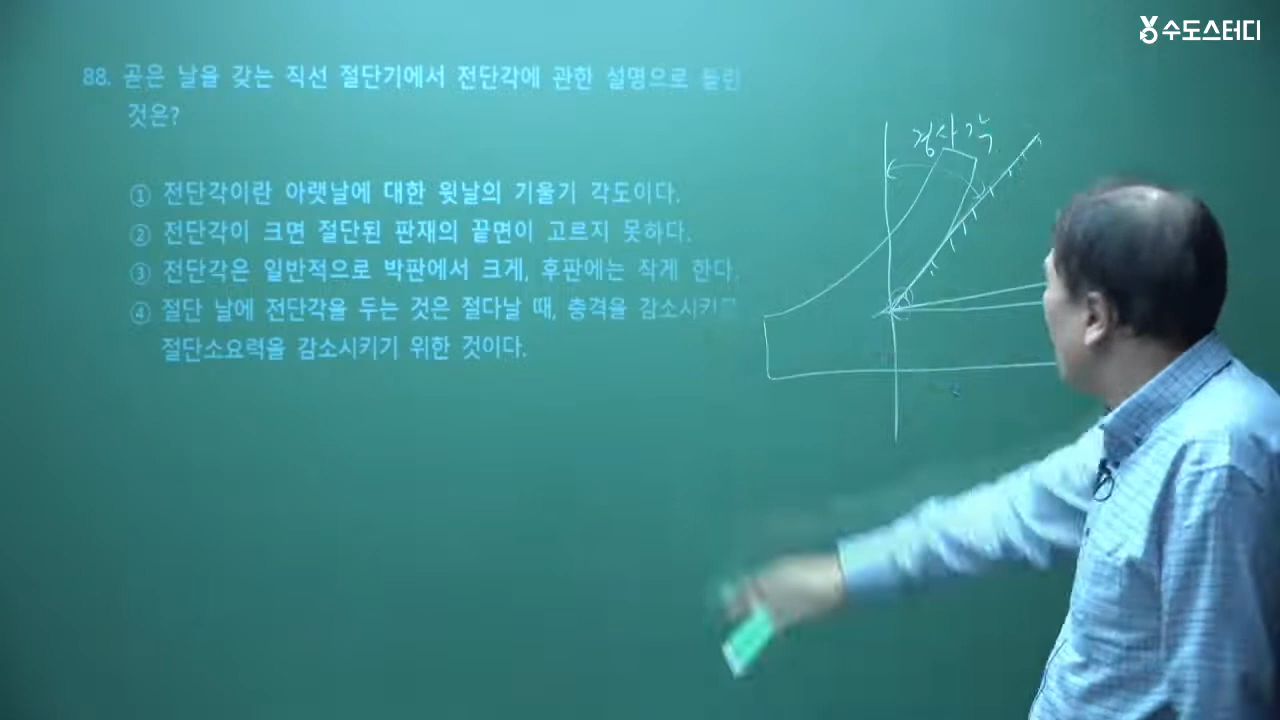 수도스터디
88. 곧은 날을 갖는 직선 절단기에서 전단각에 관한 설명으로 틀린
것은?
① 전단각이란 아랫날에 대한 윗날의 기울기 각도이다.
② 전단각이 크면 절단된 판재의 끝면이 고르지 못하다.
③ 전단각은 일반적으로 박판에서 크게, 후판에는 작게 한다.
④ 절단 날에 전단각을 두는 것은 절다날 때, 충격을 감소시키고
절단소요력을 감소시키기 위한 것이다.
경사각